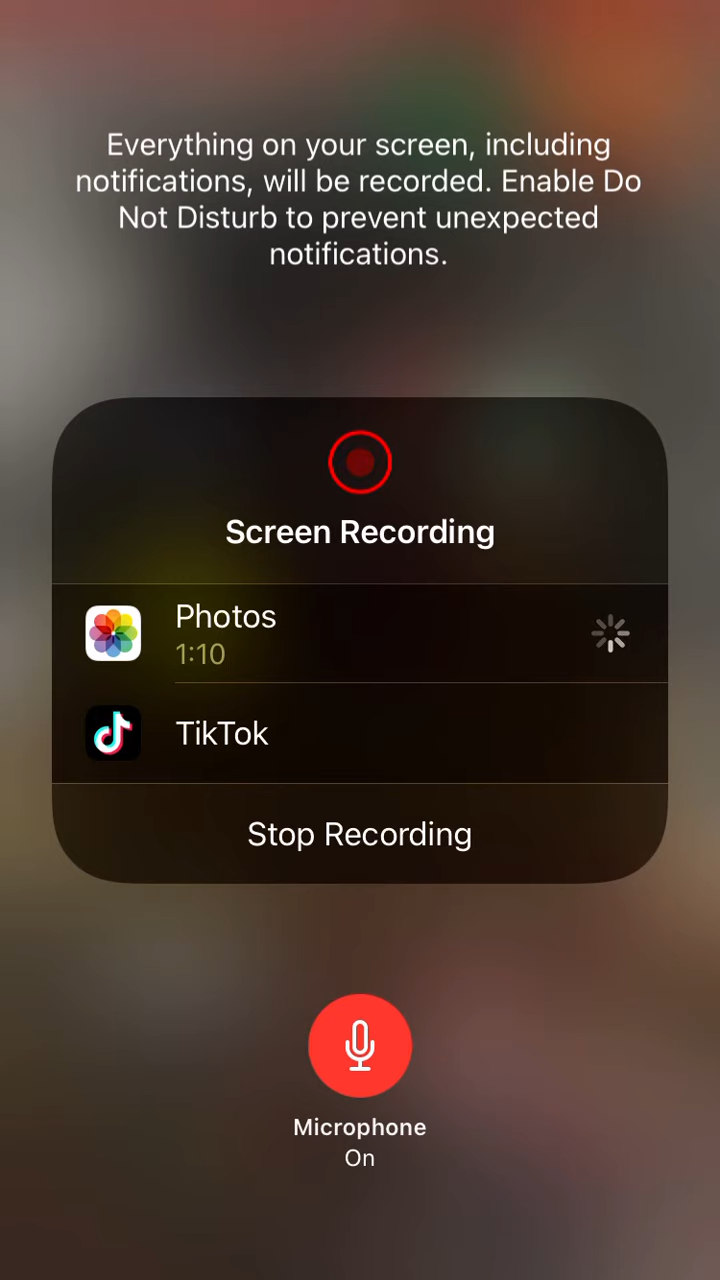 Everything on your screen, including
notifications, will be recorded. Enable Do
Not Disturb to prevent unexpected
notifications.
Screen Recording
Photos
1:10
TikTok
Stop Recording
Microphone
On